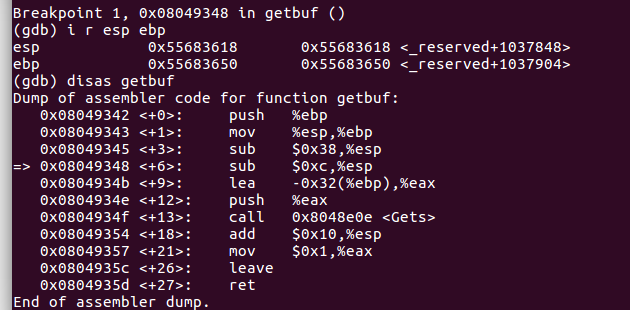 Breakpoint 1, 0x08049348 in getbuf ()
(gdb) i r esp ebp
esp            0x55683618       0x55683618 <_reserved+1037848>
ebp            0x55683650       0x55683650 <_reserved+1037904>
(gdb) disas getbuf
Dump of assembler code for function getbuf:
   0x08049342 <+0>:     push   %ebp
   0x08049343 <+1>:     mov    %esp,%ebp
   0x08049345 <+3>:     sub    $0x38,%esp
=> 0x08049348 <+6>:     sub    $0xc,%esp
   0x0804934b <+9>:     lea    -0x32(%ebp),%eax
   0x0804934e <+12>:    push   %eax
   0x0804934f <+13>:    call   0x8048e0e <Gets>
   0x08049354 <+18>:    add    $0x10,%esp
   0x08049357 <+21>:    mov    $0x1,%eax
   0x0804935c <+26>:    leave
   0x0804935d <+27>:    ret
End of assembler dump.